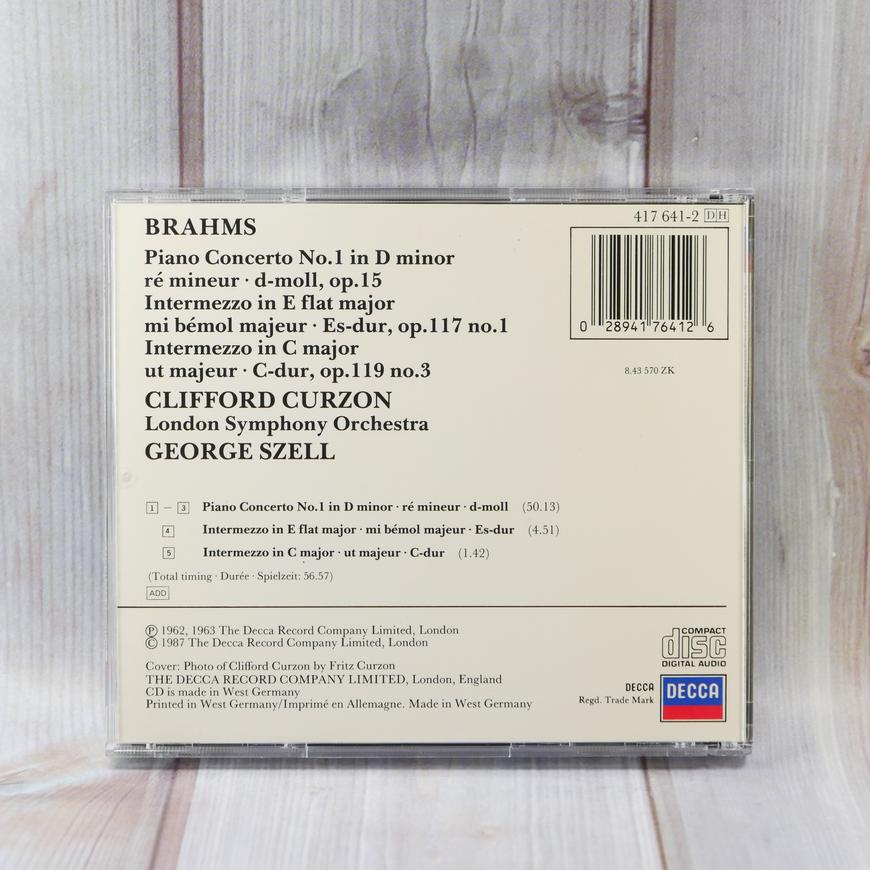 BRAHMS
Piano Concerto No.1 in D minor
ré mineur · d-moll, op.15
Intermezzo in E flat major
mi bémol majeur · Es-dur, op.117 no.1
Intermezzo in C major
ut majeur · C-dur, op.119 no.3
CLIFFORD CURZON
London Symphony Orchestra
GEORGE SZELL
417 641-2 DH
0 28941 76412 6
8.43 570 ZK
1 – 3 Piano Concerto No.1 in D minor · ré mineur · d-moll (50.13)
4 Intermezzo in E flat major · mi bémol majeur · Es-dur (4.51)
5 Intermezzo in C major · ut majeur · C-dur (1.42)
(Total timing · Durée · Spielzeit: 56.57)
ADD
Ⓟ 1962, 1963 The Decca Record Company Limited, London
© 1987 The Decca Record Company Limited, London
Cover: Photo of Clifford Curzon by Fritz Curzon
THE DECCA RECORD COMPANY LIMITED, London, England
CD is made in West Germany
Printed in West Germany/Imprimé en Allemagne. Made in West Germany
COMPACT
disc
DIGITAL AUDIO
DECCA
Regd. Trade Mark
DECCA